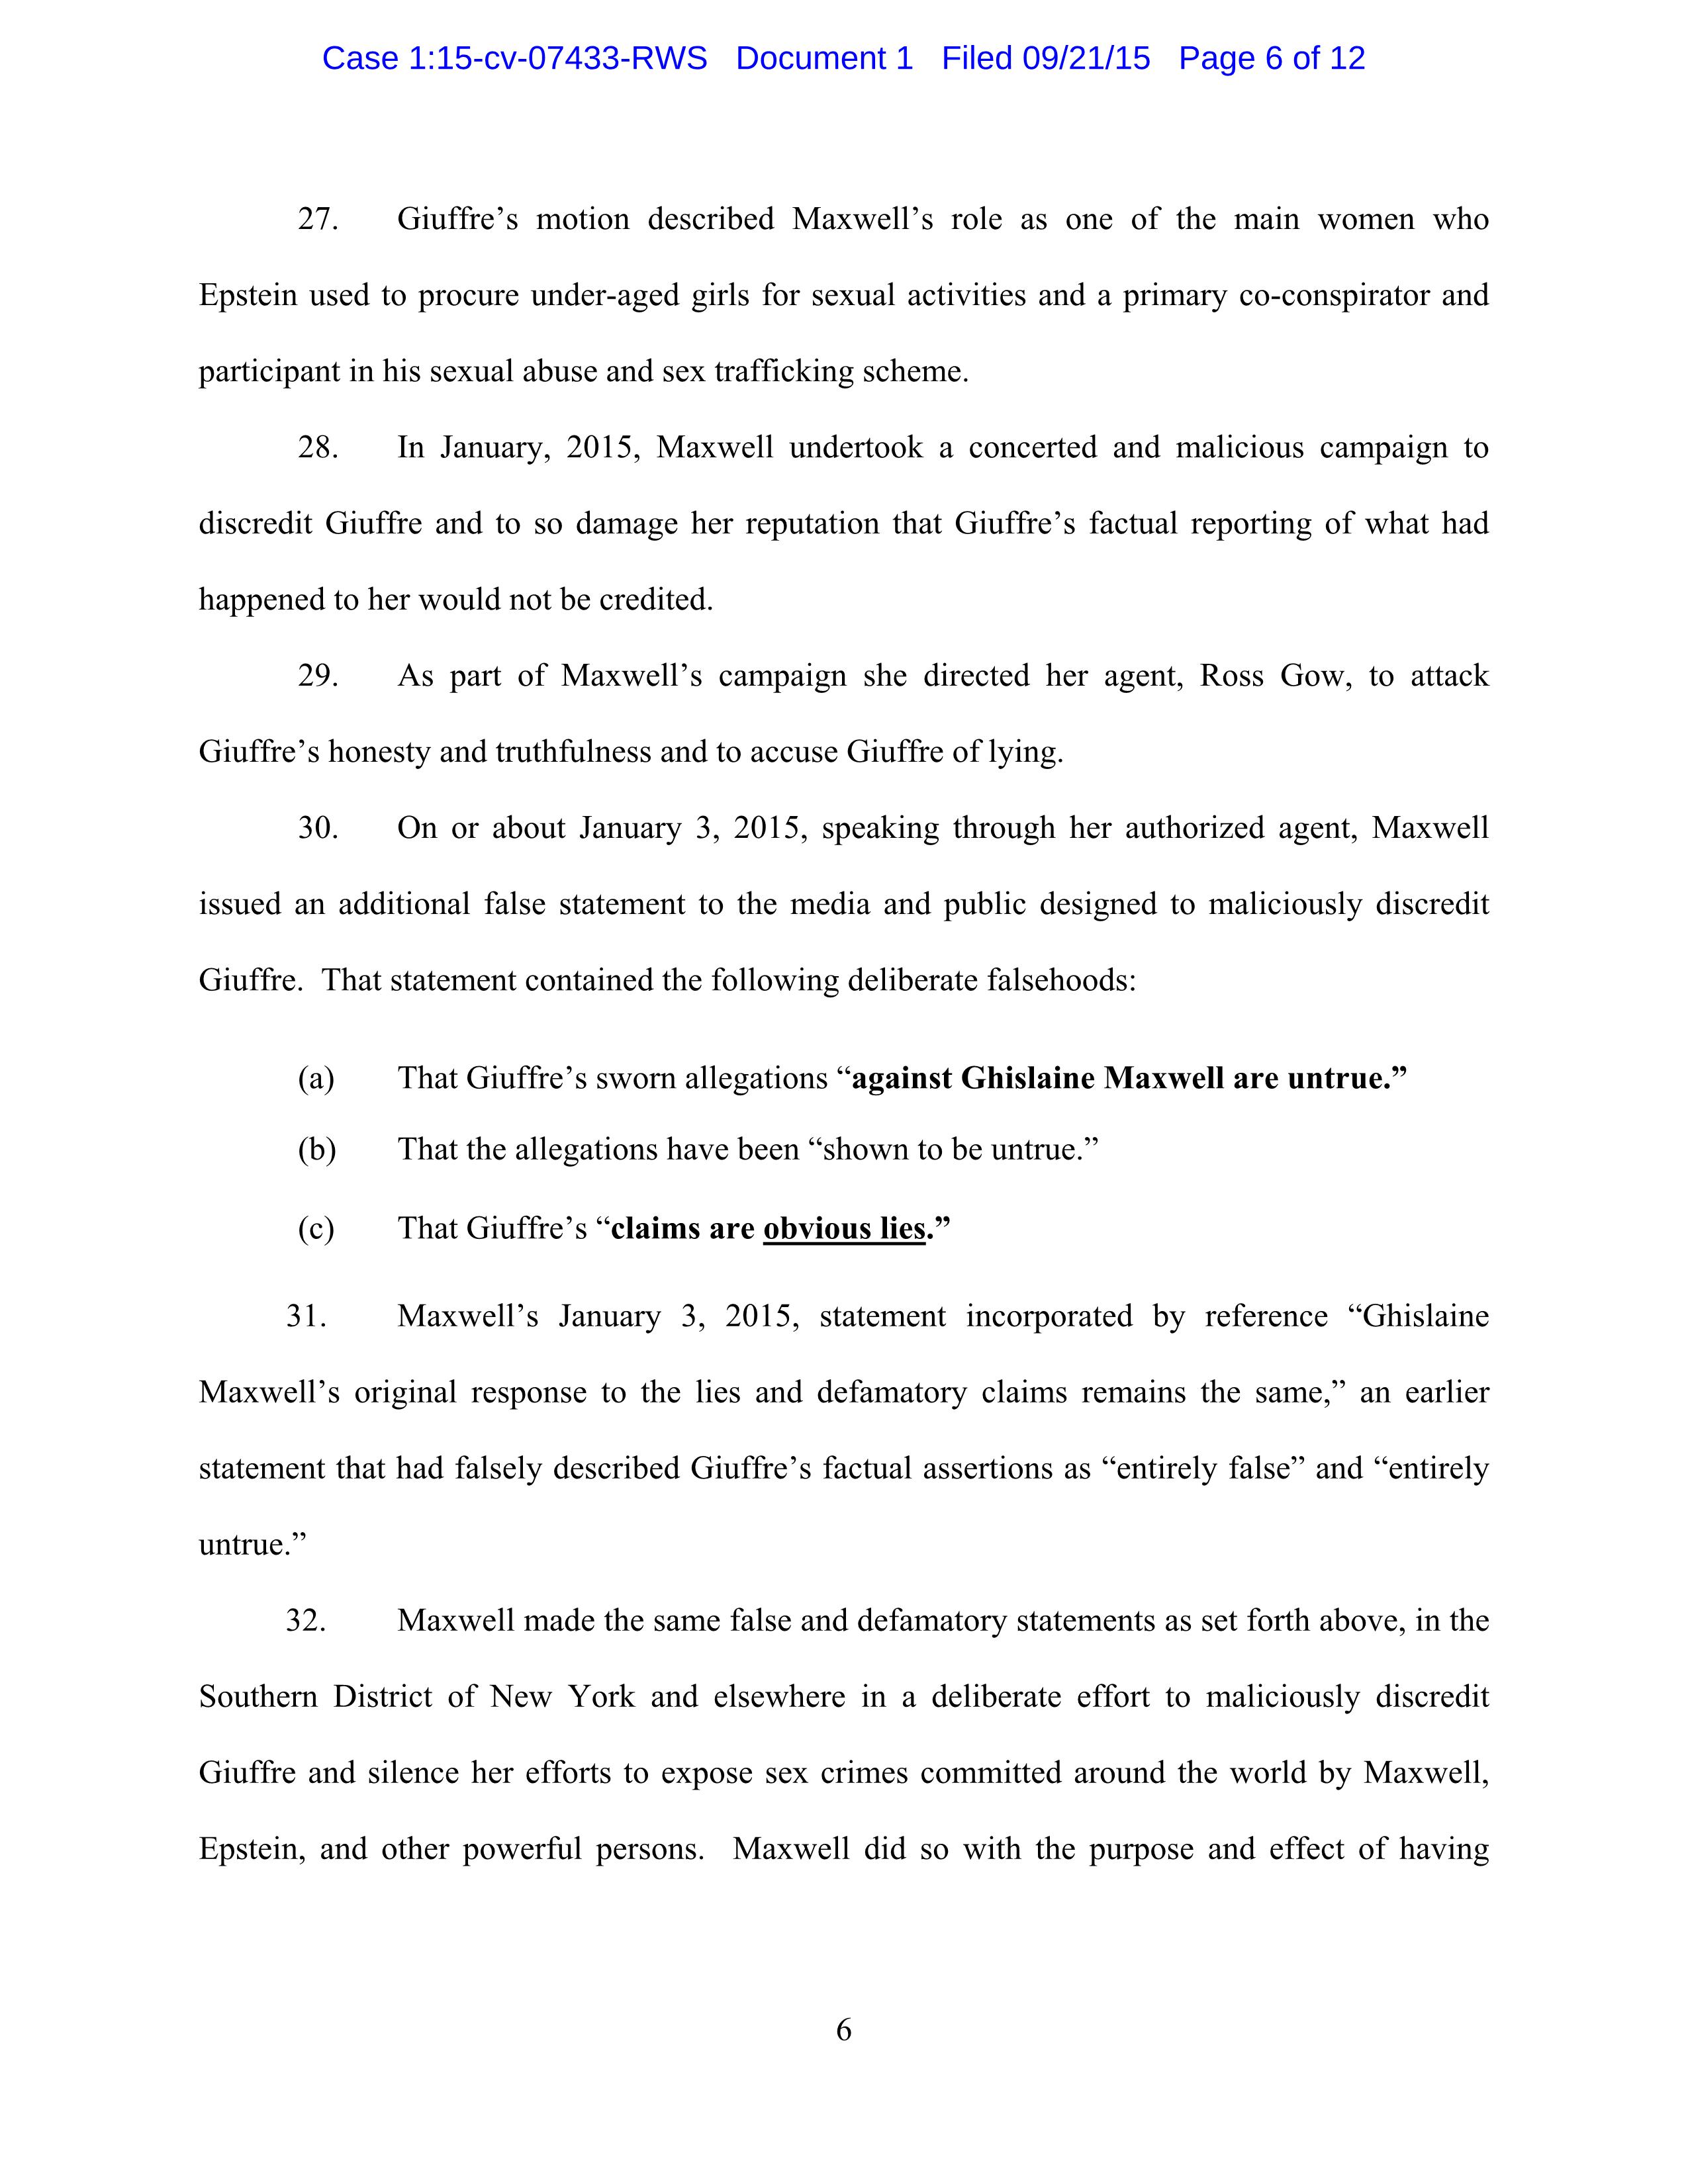 Case 1:15-cv-07433-RWS Document 1 Filed 09/21/15 Page 6 of 12
27. Giuffre’s motion described Maxwell’s role as one of the main women who
Epstein used to procure under-aged girls for sexual activities and a primary co-conspirator and
participant in his sexual abuse and sex trafficking scheme.
28. In January, 2015, Maxwell undertook a concerted and malicious campaign to
discredit Giuffre and to so damage her reputation that Giuffre’s factual reporting of what had
happened to her would not be credited.
29. As part of Maxwell’s campaign she directed her agent, Ross Gow, to attack
Giuffre’s honesty and truthfulness and to accuse Giuffre of lying.
30. On or about January 3, 2015, speaking through her authorized agent, Maxwell
issued an additional false statement to the media and public designed to maliciously discredit
Giuffre. That statement contained the following deliberate falsehoods:
(a) That Giuffre’s sworn allegations “against Ghislaine Maxwell are untrue.”
(b) That the allegations have been “shown to be untrue.”
(c) That Giuffre’s “claims are obvious lies.”
31. Maxwell’s January 3, 2015, statement incorporated by reference “Ghislaine
Maxwell’s original response to the lies and defamatory claims remains the same,” an earlier
statement that had falsely described Giuffre’s factual assertions as “entirely false” and “entirely
untrue.”
32. Maxwell made the same false and defamatory statements as set forth above, in the
Southern District of New York and elsewhere in a deliberate effort to maliciously discredit
Giuffre and silence her efforts to expose sex crimes committed around the world by Maxwell,
Epstein, and other powerful persons. Maxwell did so with the purpose and effect of having
6